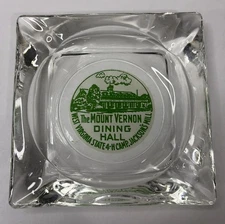 The MOUNT VERNON
DINING
HALL
WEST VIRGINIA STATE 4-H CAMP, JACKSON'S MILL